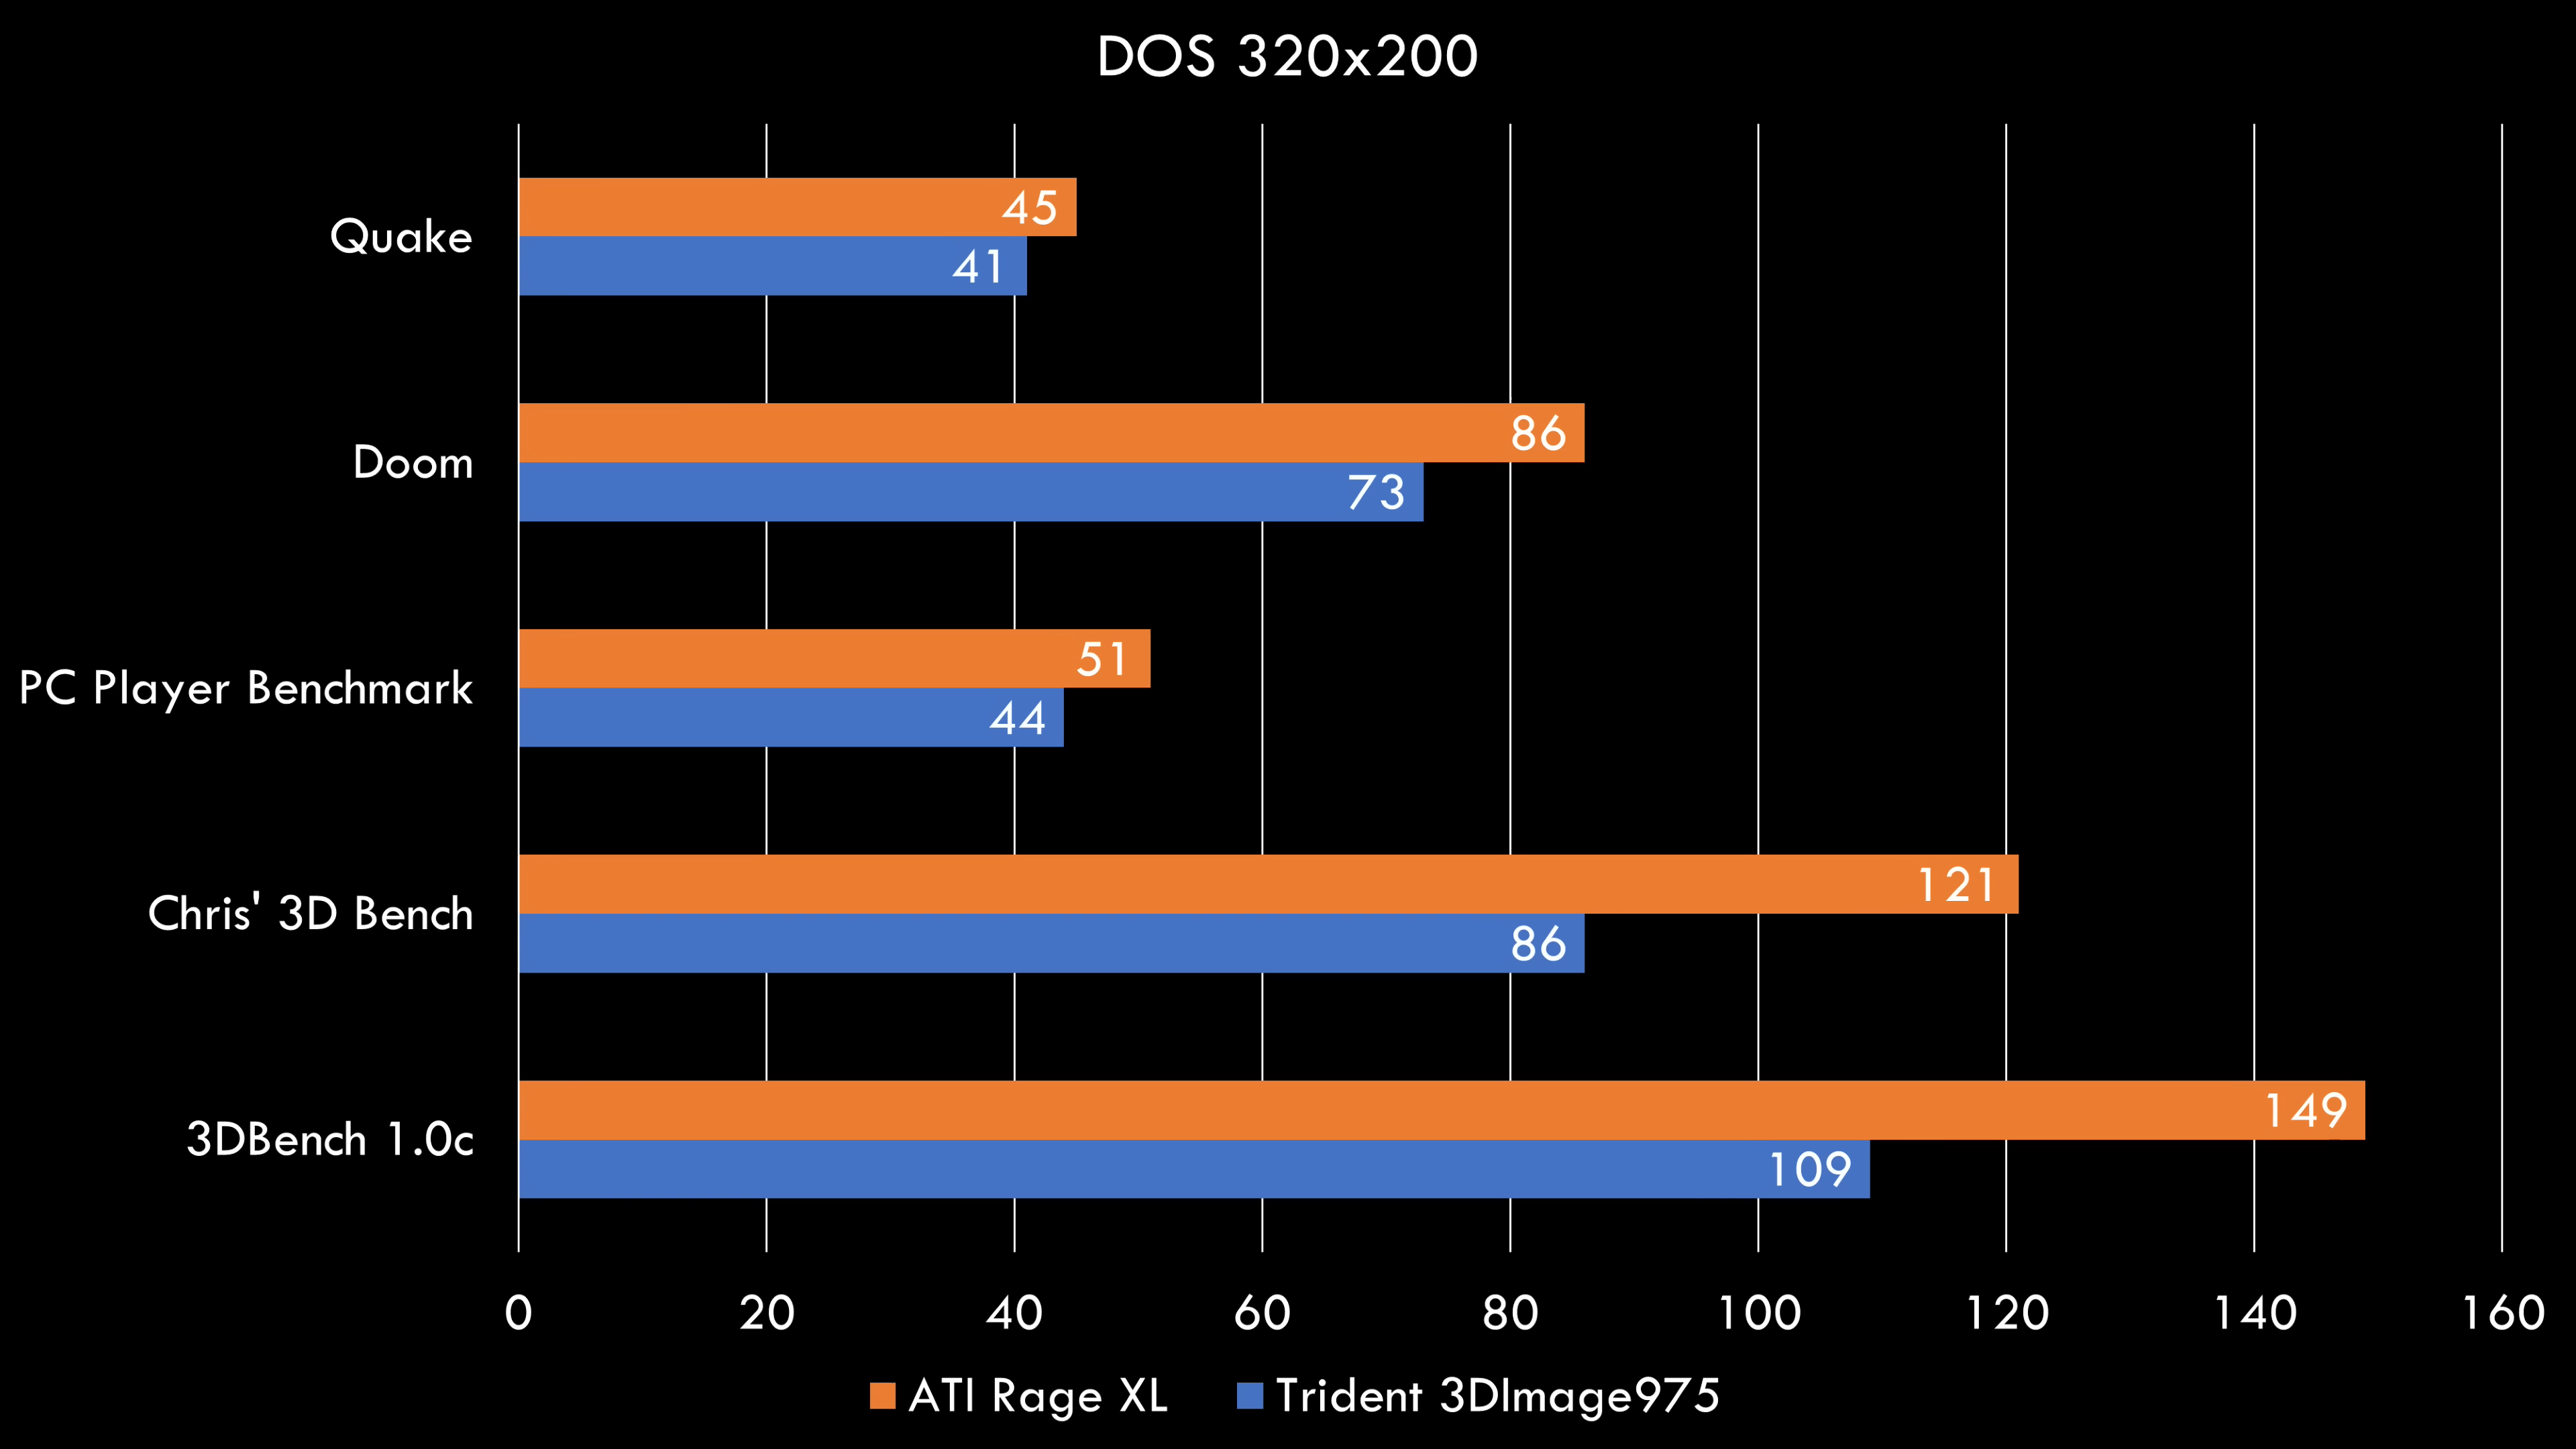 DOS 320x200
Quake
45
41
Doom
86
73
PC Player Benchmark
51
44
Chris' 3D Bench
121
86
3DBench 1.0c
149
109
0 20 40 60 80 100 120 140 160
ATI Rage XL Trident 3DImage975